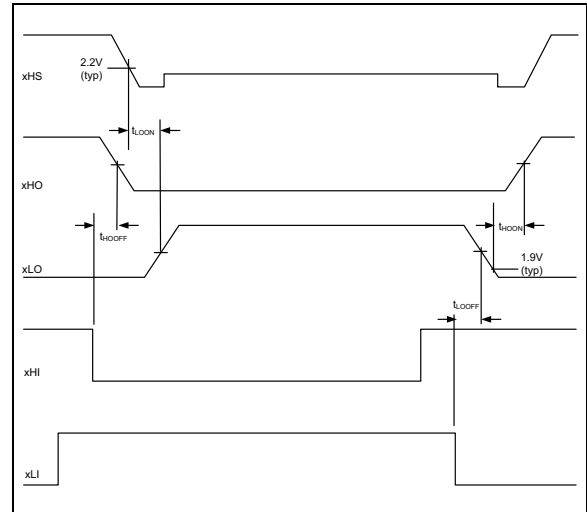 2.2V
(typ)
xHS
tLOON
xHO
tHOOFF
tHOON
xLO
1.9V
(typ)
tLOOFF
xHI
xLI